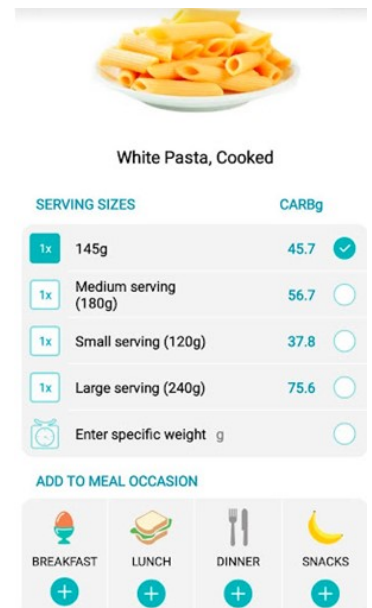 White Pasta, Cooked
SERVING SIZES CARBg
1x 145g 45.7
1x Medium serving (180g) 56.7
1x Small serving (120g) 37.8
1x Large serving (240g) 75.6
Enter specific weight g
ADD TO MEAL OCCASION
BREAKFAST LUNCH DINNER SNACKS